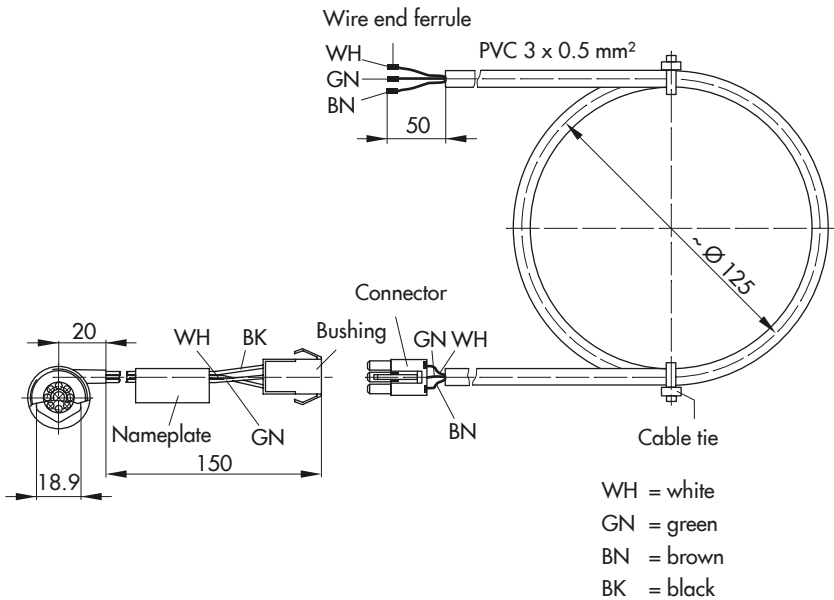 Wire end ferrule
WH
PVC 3 x 0.5 mm²
GN
BN
50
~ Ø 125
Connector
20
WH
BK
Bushing
GN WH
Nameplate
GN
BN
Cable tie
150
18.9
WH = white
GN = green
BN = brown
BK = black